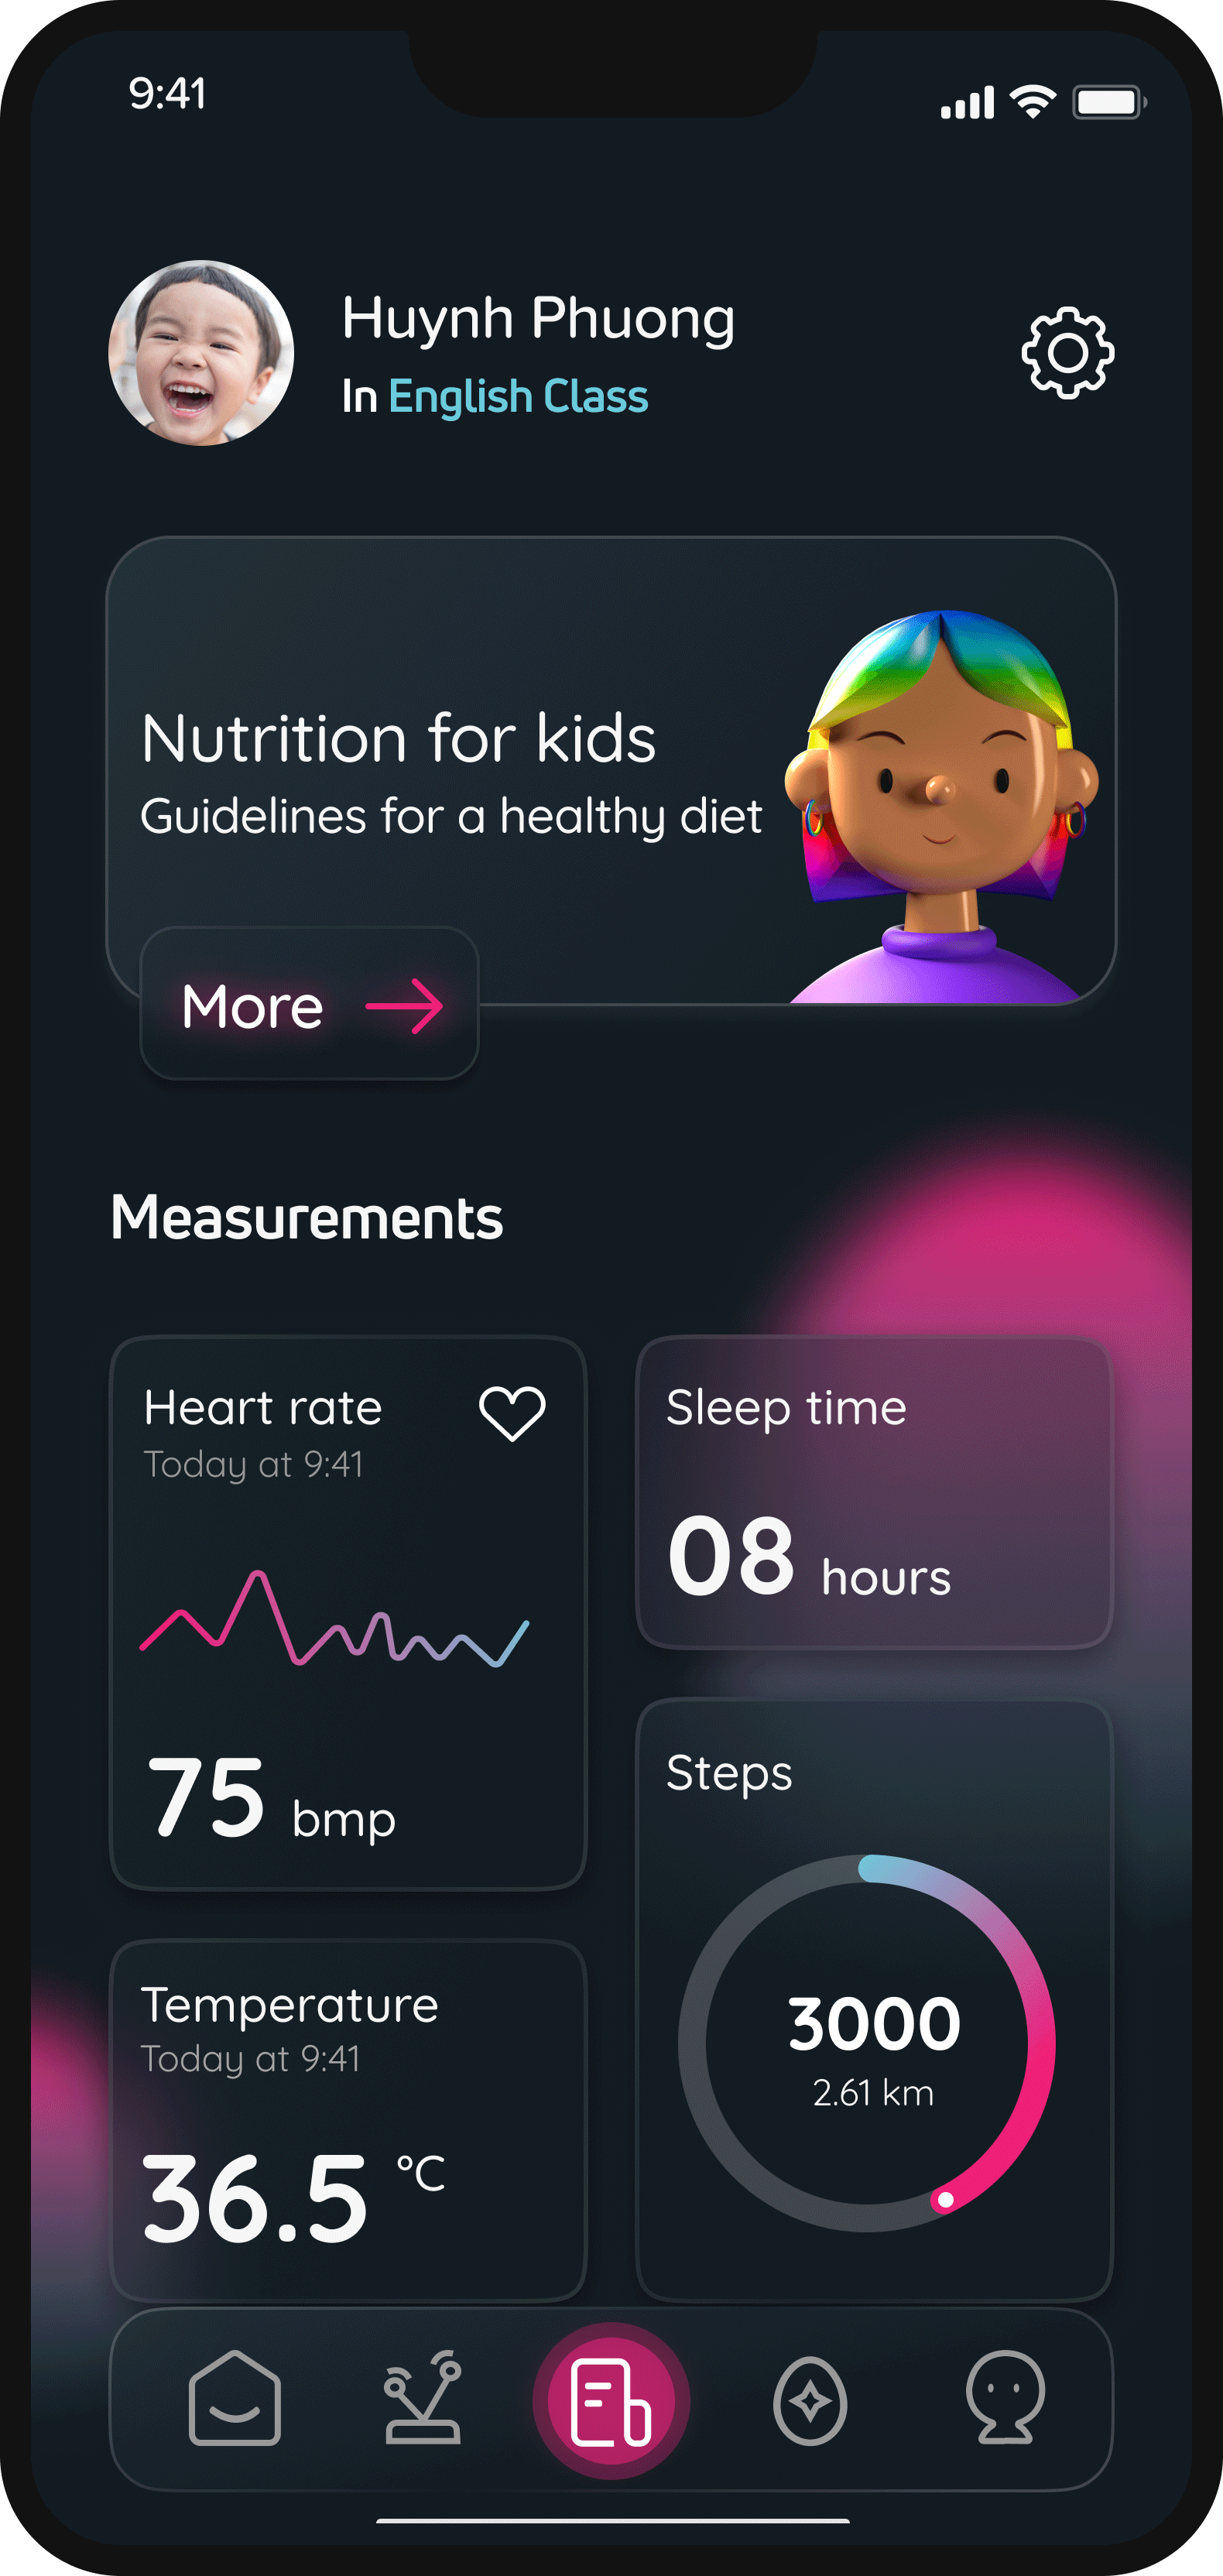 9:41
Huynh Phuong
In English Class
Nutrition for kids
Guidelines for a healthy diet
More
Measurements
Heart rate
Today at 9:41
75 bmp
Sleep time
08 hours
Steps
3000
2.61 km
Temperature
Today at 9:41
36.5 °C